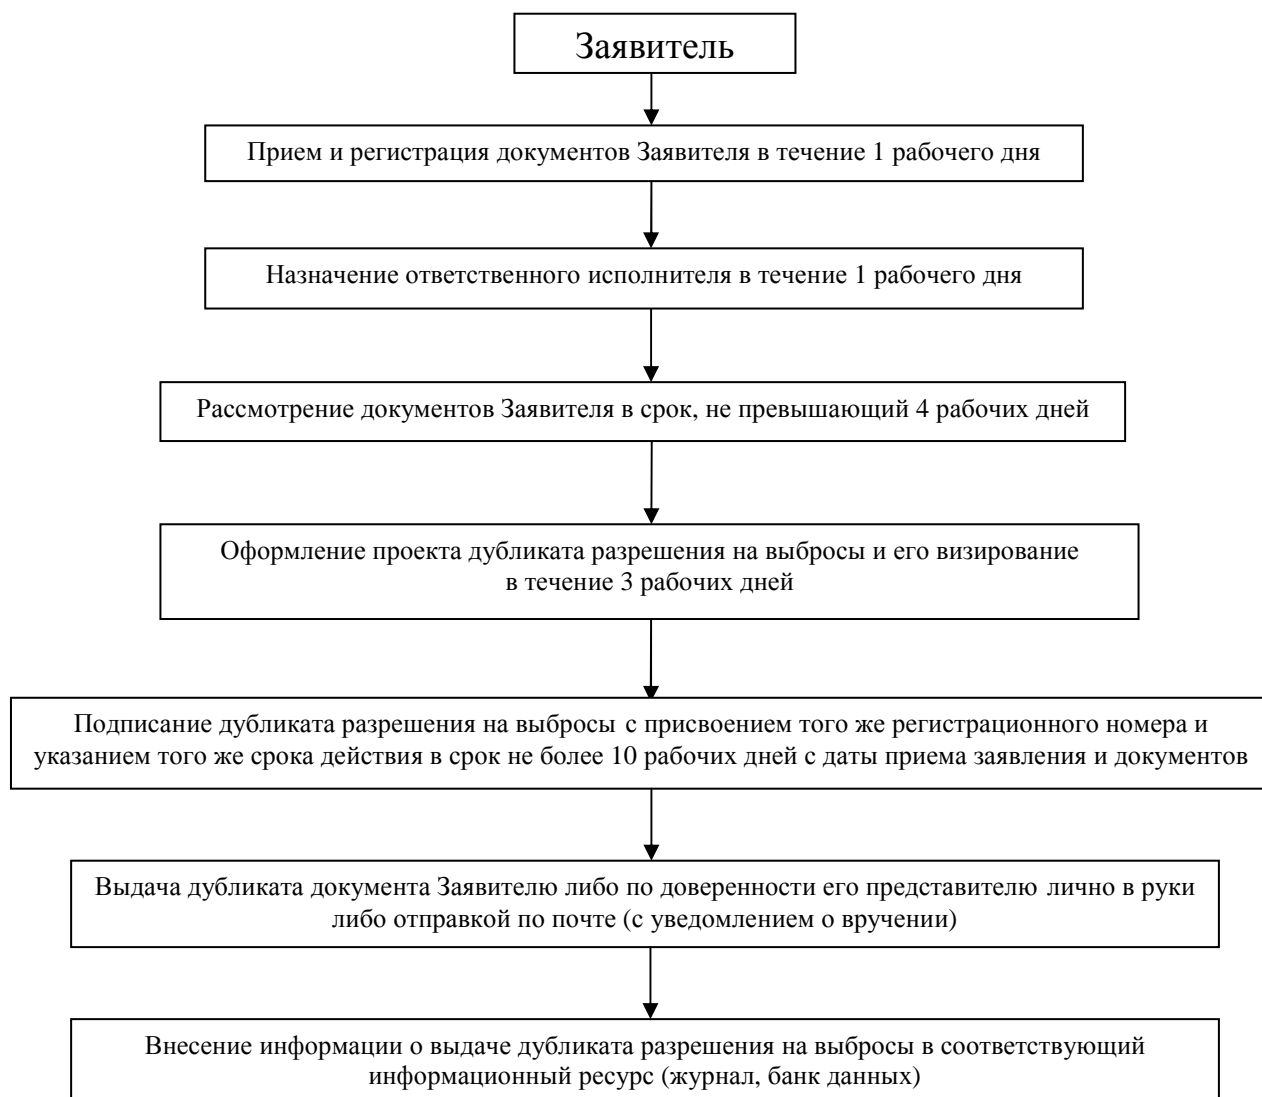 Заявитель
Прием и регистрация документов Заявителя в течение 1 рабочего дня
Назначение ответственного исполнителя в течение 1 рабочего дня
Рассмотрение документов Заявителя в срок, не превышающий 4 рабочих дней
Оформление проекта дубликата разрешения на выбросы и его визирование
в течение 3 рабочих дней
Подписание дубликата разрешения на выбросы с присвоением того же регистрационного номера и
указанием того же срока действия в срок не более 10 рабочих дней с даты приема заявления и документов
Выдача дубликата документа Заявителю либо по доверенности его представителю лично в руки
либо отправкой по почте (с уведомлением о вручении)
Внесение информации о выдаче дубликата разрешения на выбросы в соответствующий
информационный ресурс (журнал, банк данных)